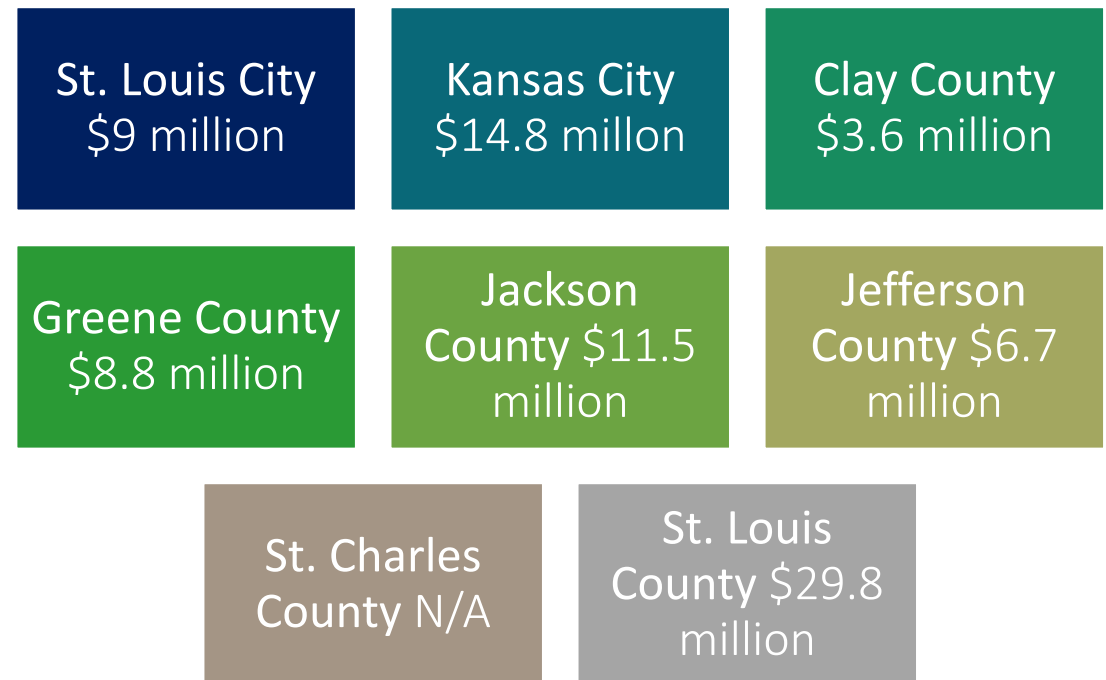 St. Louis City
$9 million
Kansas City
$14.8 millon
Clay County
$3.6 million
Greene County
$8.8 million
Jackson
County $11.5
million
Jefferson
County $6.7
million
St. Charles
County N/A
St. Louis
County $29.8
million